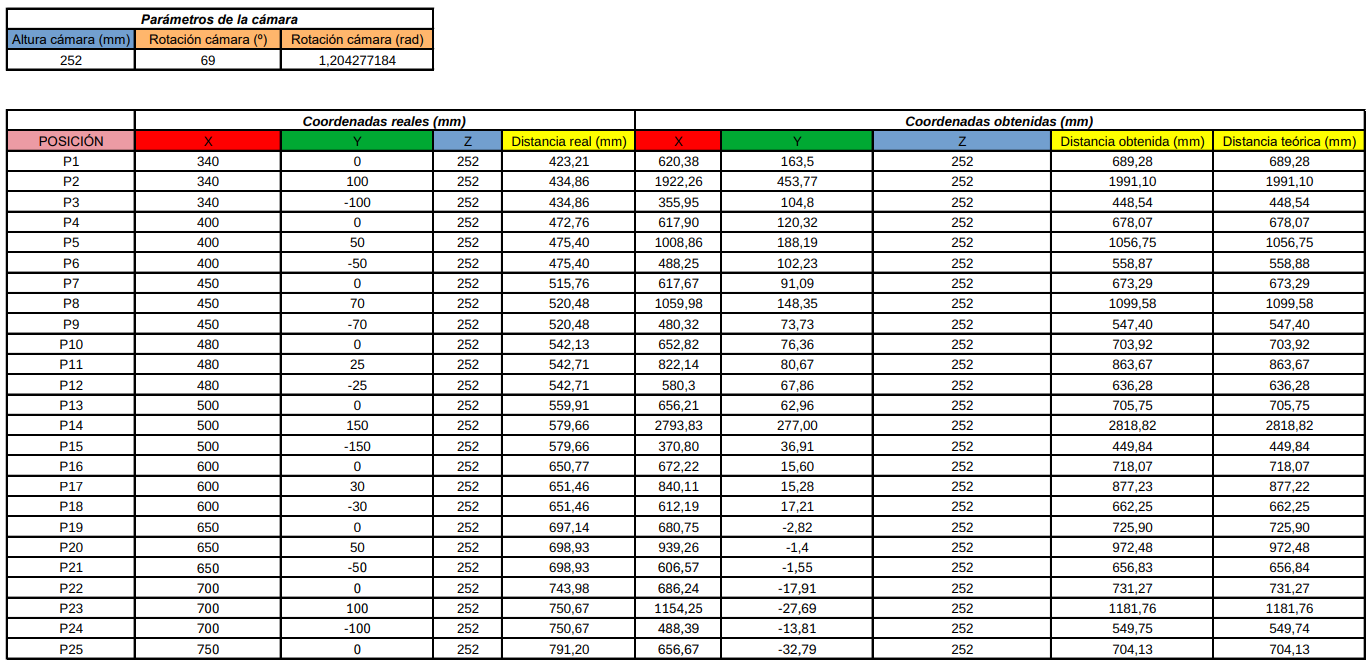 Parámetros de la cámara
Altura cámara (mm) Rotación cámara (º) Rotación cámara (rad)
252 69 1,204277184
Coordenadas reales (mm) Coordenadas obtenidas (mm)
POSICIÓN X Y Z Distancia real (mm) X Y Z Distancia obtenida (mm) Distancia teórica (mm)
P1 340 0 252 423,21 620,38 163,5 252 689,28 689,28
P2 340 100 252 434,86 1922,26 453,77 252 1991,10 1991,10
P3 340 -100 252 434,86 355,95 104,8 252 448,54 448,54
P4 400 0 252 472,76 617,90 120,32 252 678,07 678,07
P5 400 50 252 475,40 1008,86 188,19 252 1056,75 1056,75
P6 400 -50 252 475,40 488,25 102,23 252 558,87 558,88
P7 450 0 252 515,76 617,67 91,09 252 673,29 673,29
P8 450 70 252 520,48 1059,98 148,35 252 1099,58 1099,58
P9 450 -70 252 520,48 480,32 73,73 252 547,40 547,40
P10 480 0 252 542,13 652,82 76,36 252 703,92 703,92
P11 480 25 252 542,71 822,14 80,67 252 863,67 863,67
P12 480 -25 252 542,71 580,3 67,86 252 636,28 636,28
P13 500 0 252 559,91 656,21 62,96 252 705,75 705,75
P14 500 150 252 579,66 2793,83 277,00 252 2818,82 2818,82
P15 500 -150 252 579,66 370,80 36,91 252 449,84 449,84
P16 600 0 252 650,77 672,22 15,60 252 718,07 718,07
P17 600 30 252 651,46 840,11 15,28 252 877,23 877,22
P18 600 -30 252 651,46 612,19 17,21 252 662,25 662,25
P19 650 0 252 697,14 680,75 -2,82 252 725,90 725,90
P20 650 50 252 698,93 939,26 -1,4 252 972,48 972,48
P21 650 -50 252 698,93 606,57 -1,55 252 656,83 656,84
P22 700 0 252 743,98 686,24 -17,91 252 731,27 731,27
P23 700 100 252 750,67 1154,25 -27,69 252 1181,76 1181,76
P24 700 -100 252 750,67 488,39 -13,81 252 549,75 549,74
P25 750 0 252 791,20 656,67 -32,79 252 704,13 704,13